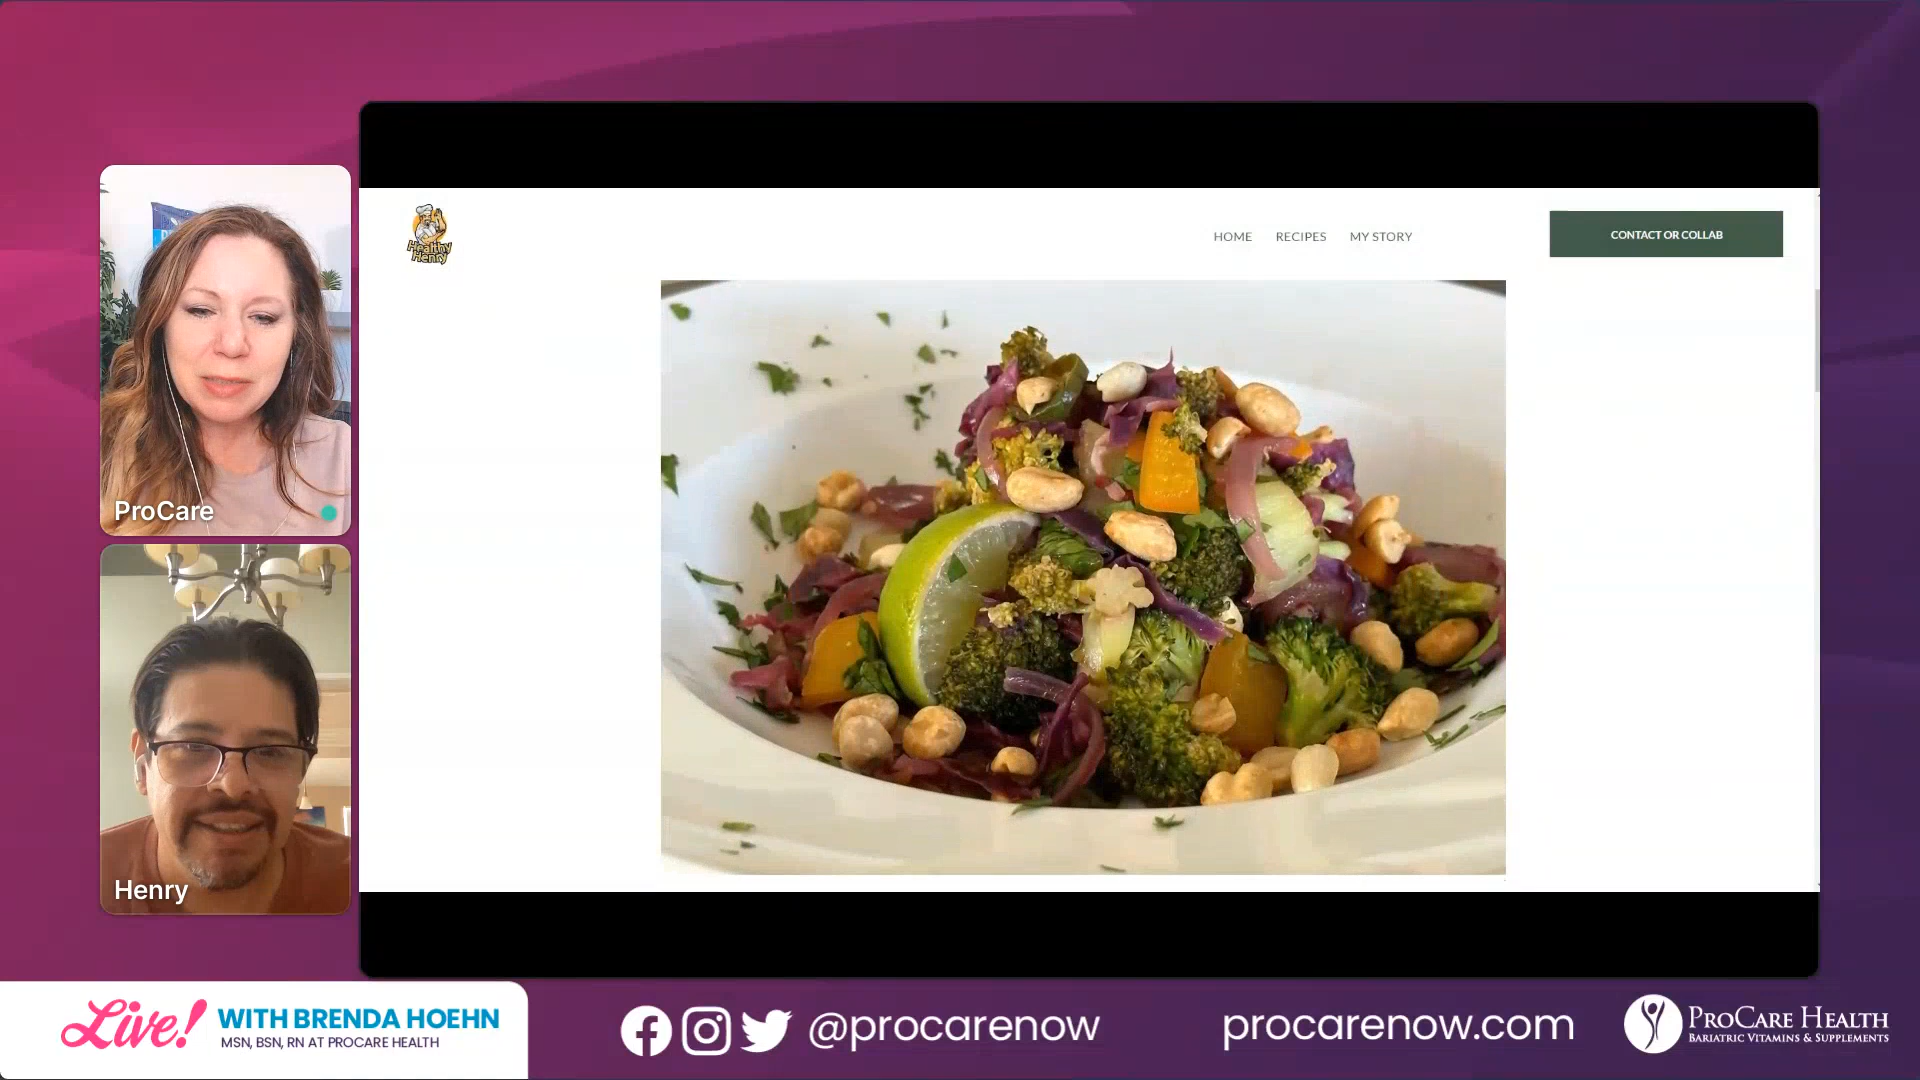 Healthy
Henry
HOME RECIPES MY STORY
CONTACT OR COLLAB
ProCare
Henry
Live! WITH BRENDA HOEHN
MSN, BSN, RN AT PROCARE HEALTH
@procarenow
procarenow.com
PROCARE HEALTH
BARIATRIC VITAMINS & SUPPLEMENTS